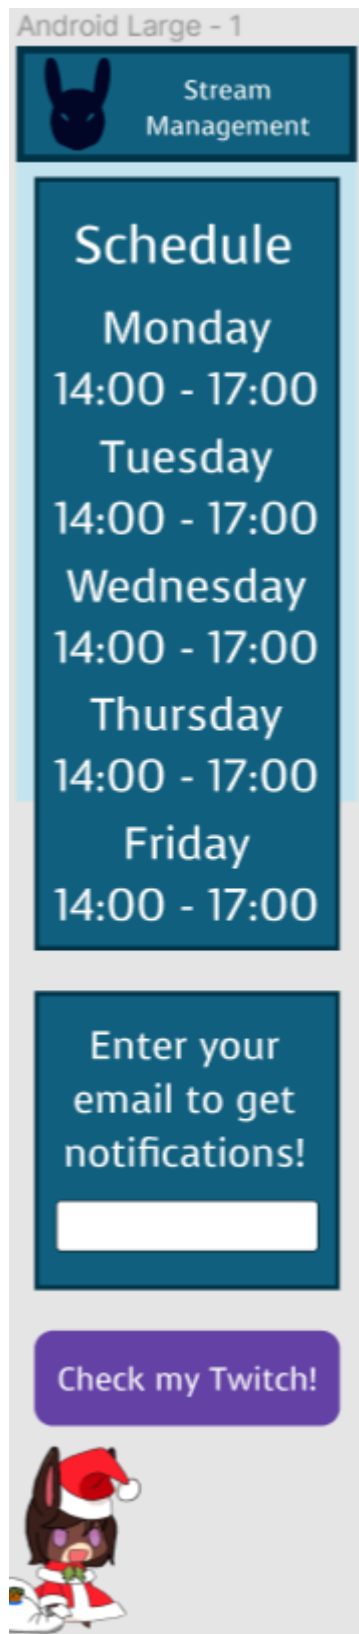 Android Large - 1
Stream
Management
Schedule
Monday
14:00 - 17:00
Tuesday
14:00 - 17:00
Wednesday
14:00 - 17:00
Thursday
14:00 - 17:00
Friday
14:00 - 17:00
Enter your
email to get
notifications!
Check my Twitch!